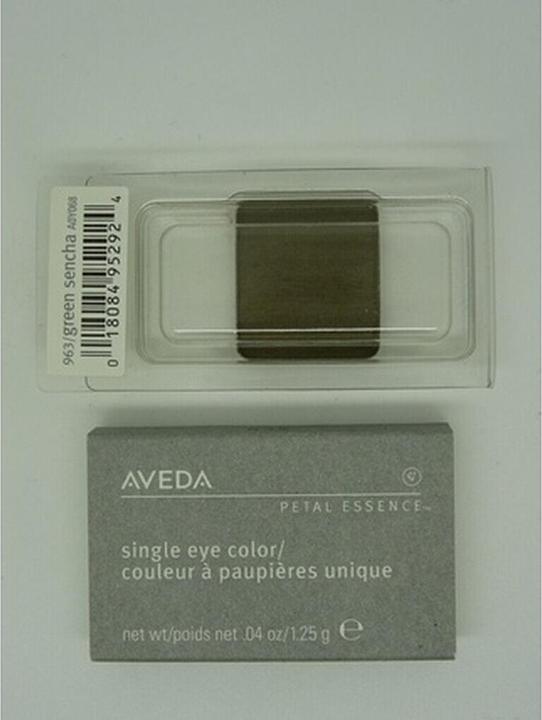 963/green sencha A0Y068
0 18084 95292 4
AVEDA
PETAL ESSENCE™
single eye color/
couleur à paupières unique
net wt/poids net .04 oz/1.25 g ℮